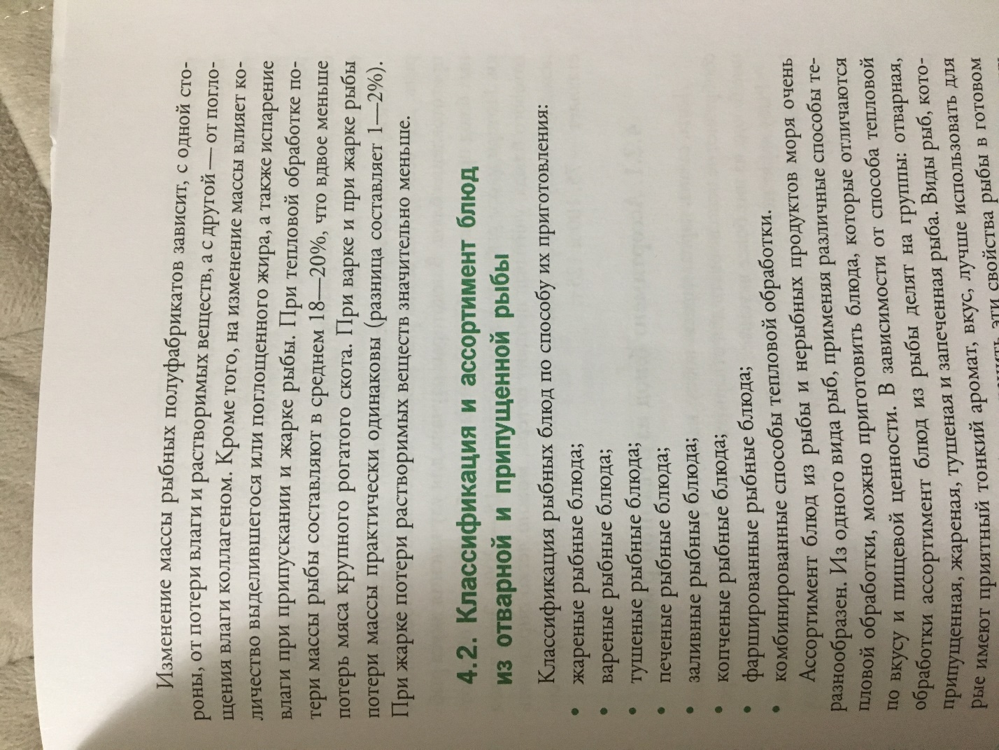 Изменение массы рыбных полуфабрикатов зависит, с одной сто-
роны, от потери влаги и растворимых веществ, а с другой — от погло-
щения влаги коллагеном. Кроме того, на изменение массы влияет ко-
личество выделившегося или поглощенного жира, а также испарение
влаги при припускании и жарке рыбы. При тепловой обработке по-
тери массы рыбы составляют в среднем 18—20%, что вдвое меньше
потерь мяса крупного рогатого скота. При варке и при жарке рыбы
потери массы практически одинаковы (разница составляет 1—2%).
При жарке потери растворимых веществ значительно меньше.
4.2. Классификация и ассортимент блюд
из отварной и припущенной рыбы
Классификация рыбных блюд по способу их приготовления:
• жареные рыбные блюда;
• вареные рыбные блюда;
• тушеные рыбные блюда;
• печеные рыбные блюда;
• заливные рыбные блюда;
• копченые рыбные блюда;
• фаршированные рыбные блюда;
• комбинированные способы тепловой обработки.
Ассортимент блюд из рыбы и нерыбных продуктов моря очень
разнообразен. Из одного вида рыб, применяя различные способы те-
пловой обработки, можно приготовить блюда, которые отличаются
по вкусу и пищевой ценности. В зависимости от способа тепловой
обработки ассортимент блюд из рыбы делят на группы: отварная,
припущенная, жареная, тушеная и запеченная рыба. Виды рыб, кото-
рые имеют приятный тонкий аромат, вкус, лучше использовать для
эти свойства рыбы в готовом